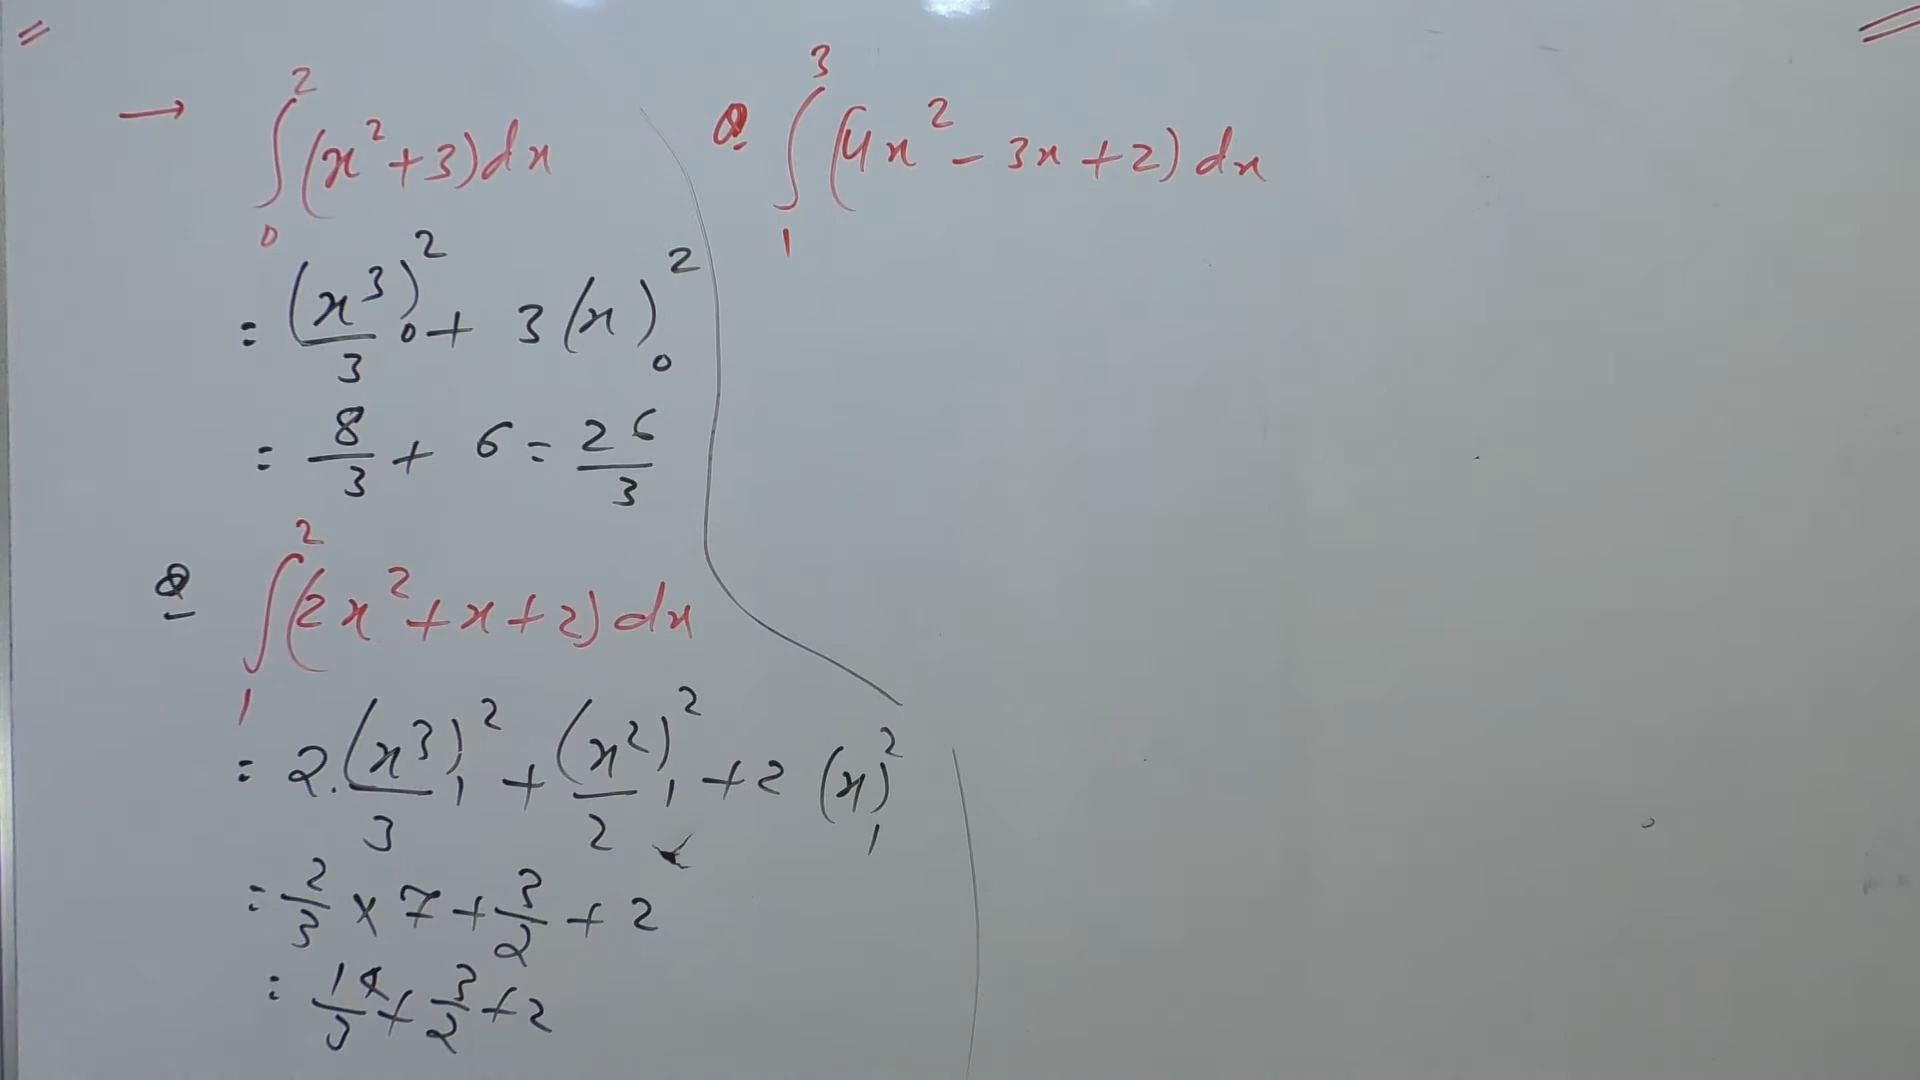 → ∫₀² (x² + 3) dx
= (x³/3)₀² + 3 (x)₀²
= 8/3 + 6 = 26/3
Q ∫₁² (2x² + x + 2) dx
= 2. (x³/3)₁² + (x²/2)₁² + 2 (x)₁²
= 2/3 × 7 + 3/2 + 2
= 14/3 + 3/2 + 2
Q. ∫₁³ (4x² - 3x + 2) dx